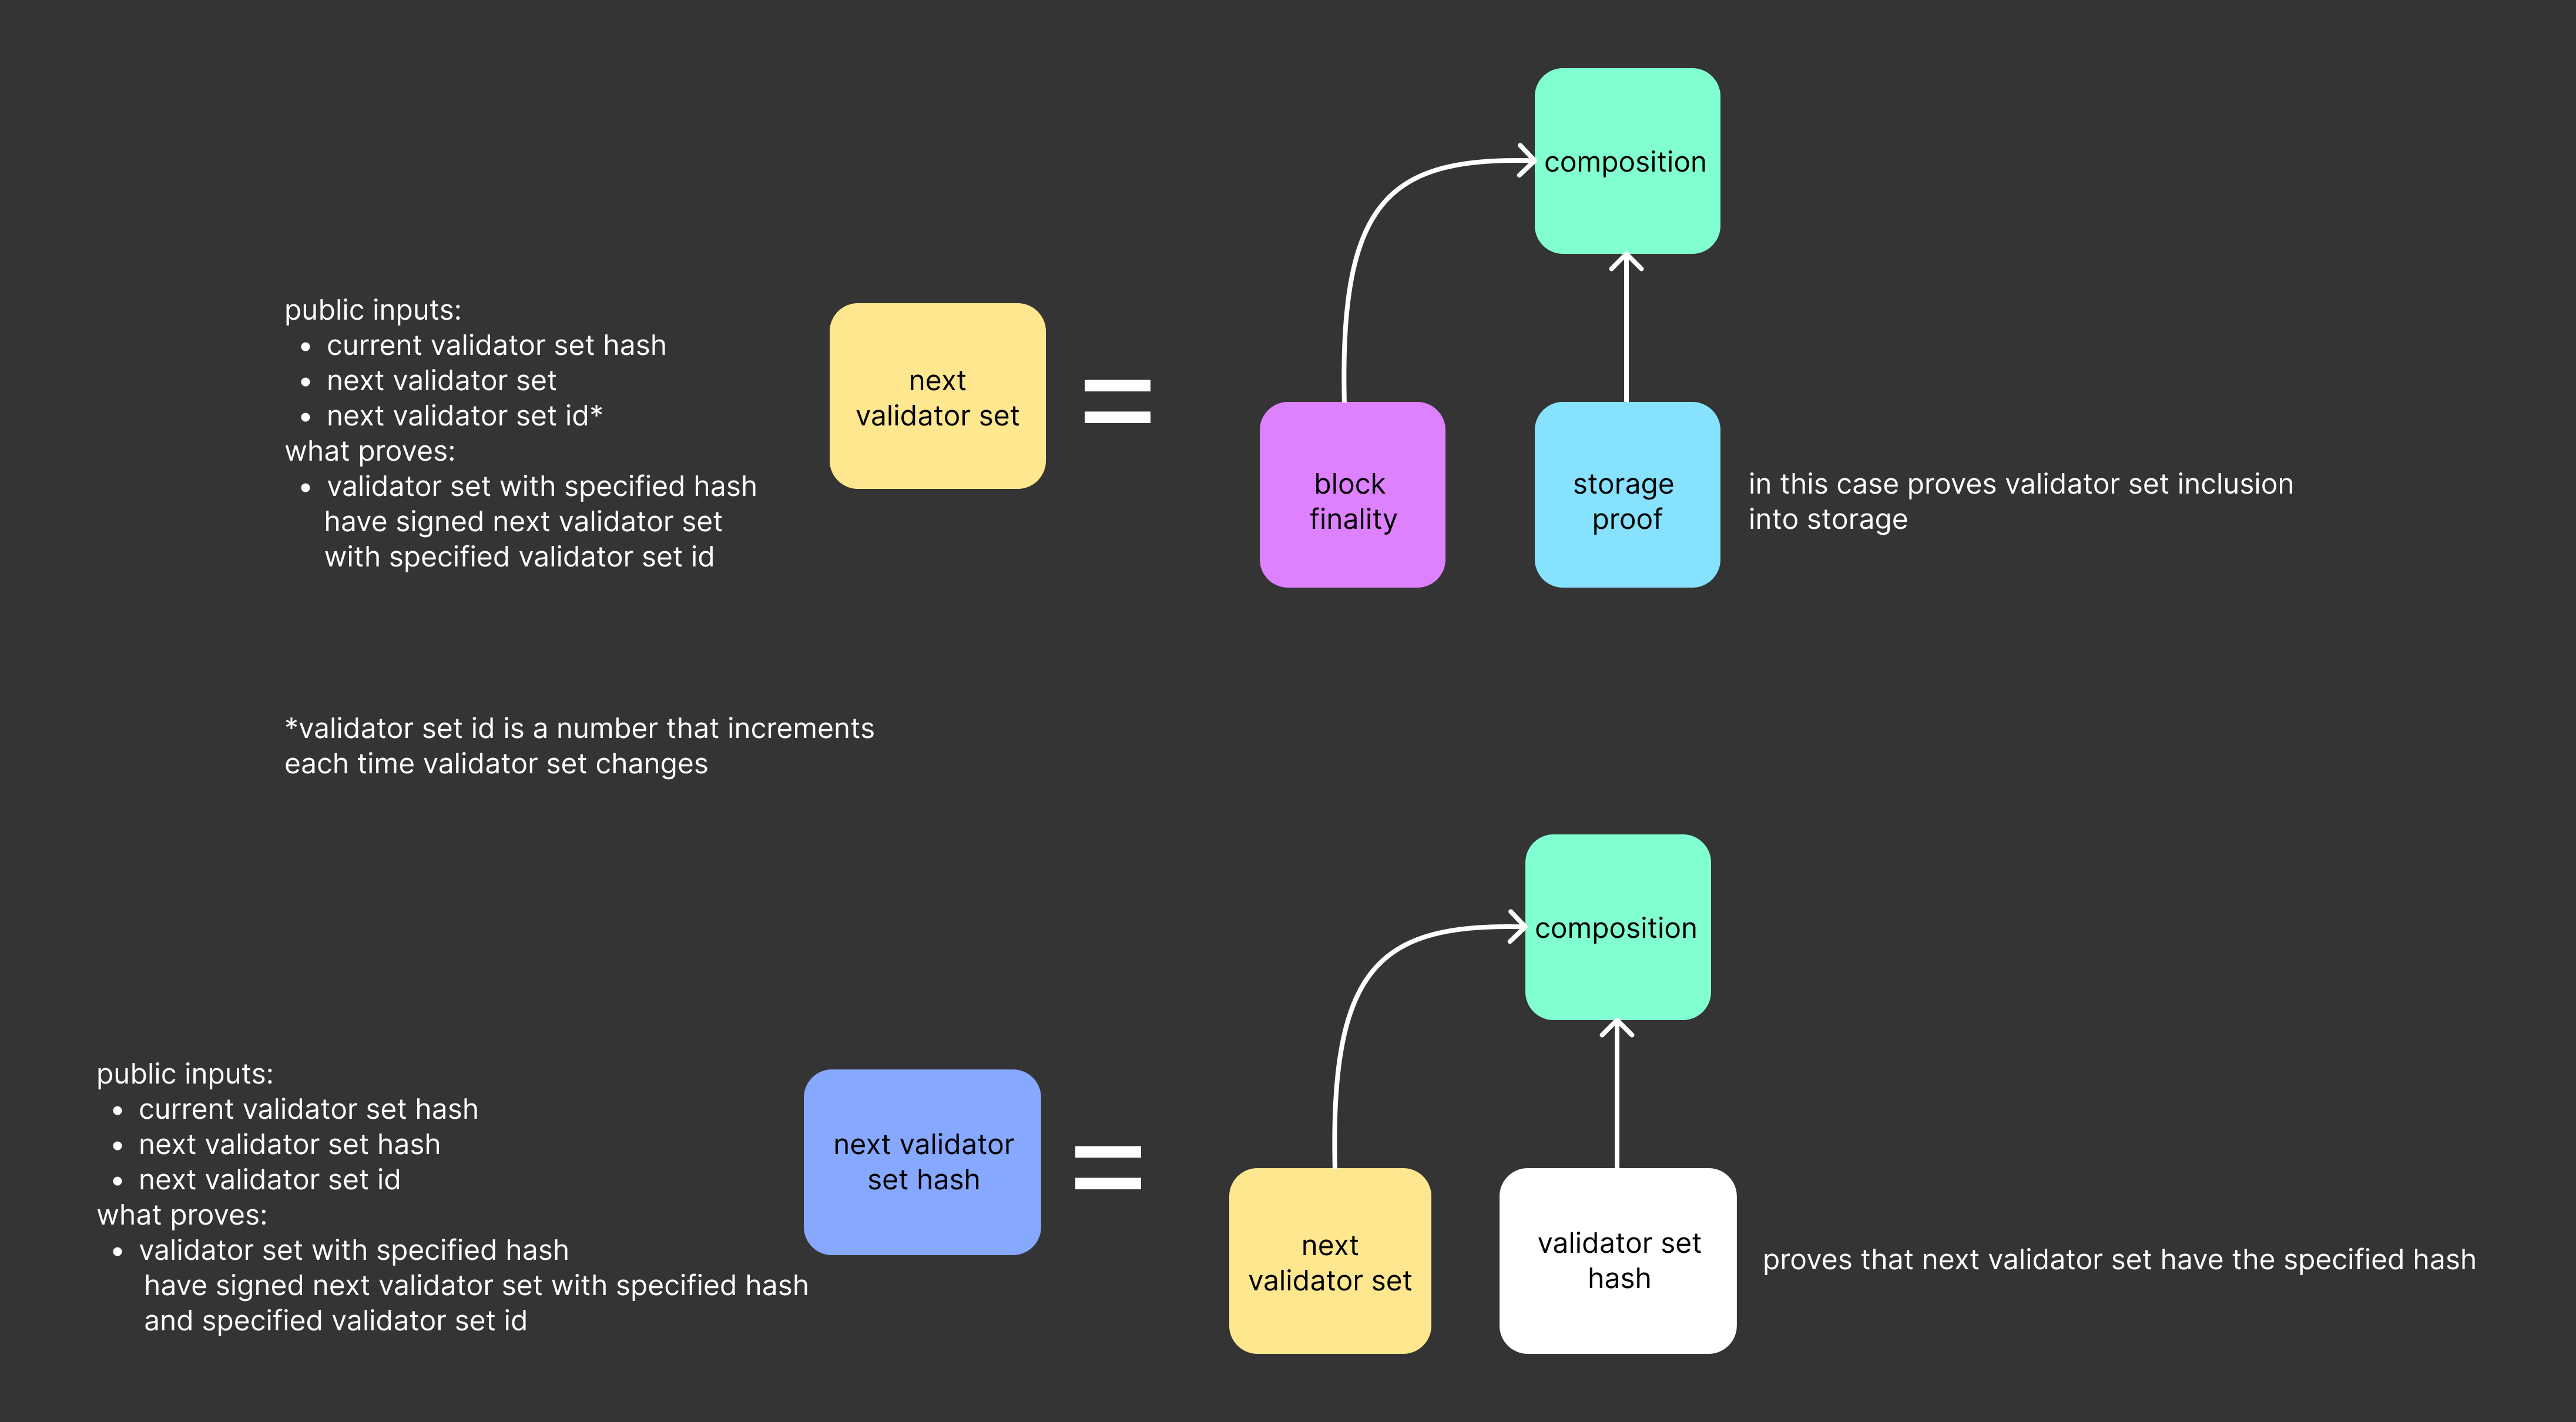 composition
public inputs:
• current validator set hash
• next validator set
• next validator set id*
what proves:
• validator set with specified hash
have signed next validator set
with specified validator set id
next
validator set
=
block
finality
storage
proof
in this case proves validator set inclusion
into storage
*validator set id is a number that increments
each time validator set changes
composition
public inputs:
• current validator set hash
• next validator set hash
• next validator set id
what proves:
• validator set with specified hash
have signed next validator set with specified hash
and specified validator set id
next validator
set hash
=
next
validator set
validator set
hash
proves that next validator set have the specified hash